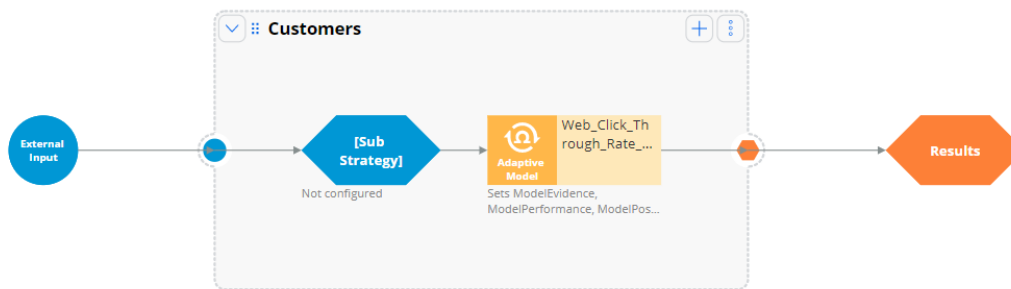 Customers
External
Input
[Sub
Strategy]
Not configured
Adaptive
Model
Web_Click_Th
rough_Rate_...
Sets ModelEvidence,
ModelPerformance, ModelPos...
Results